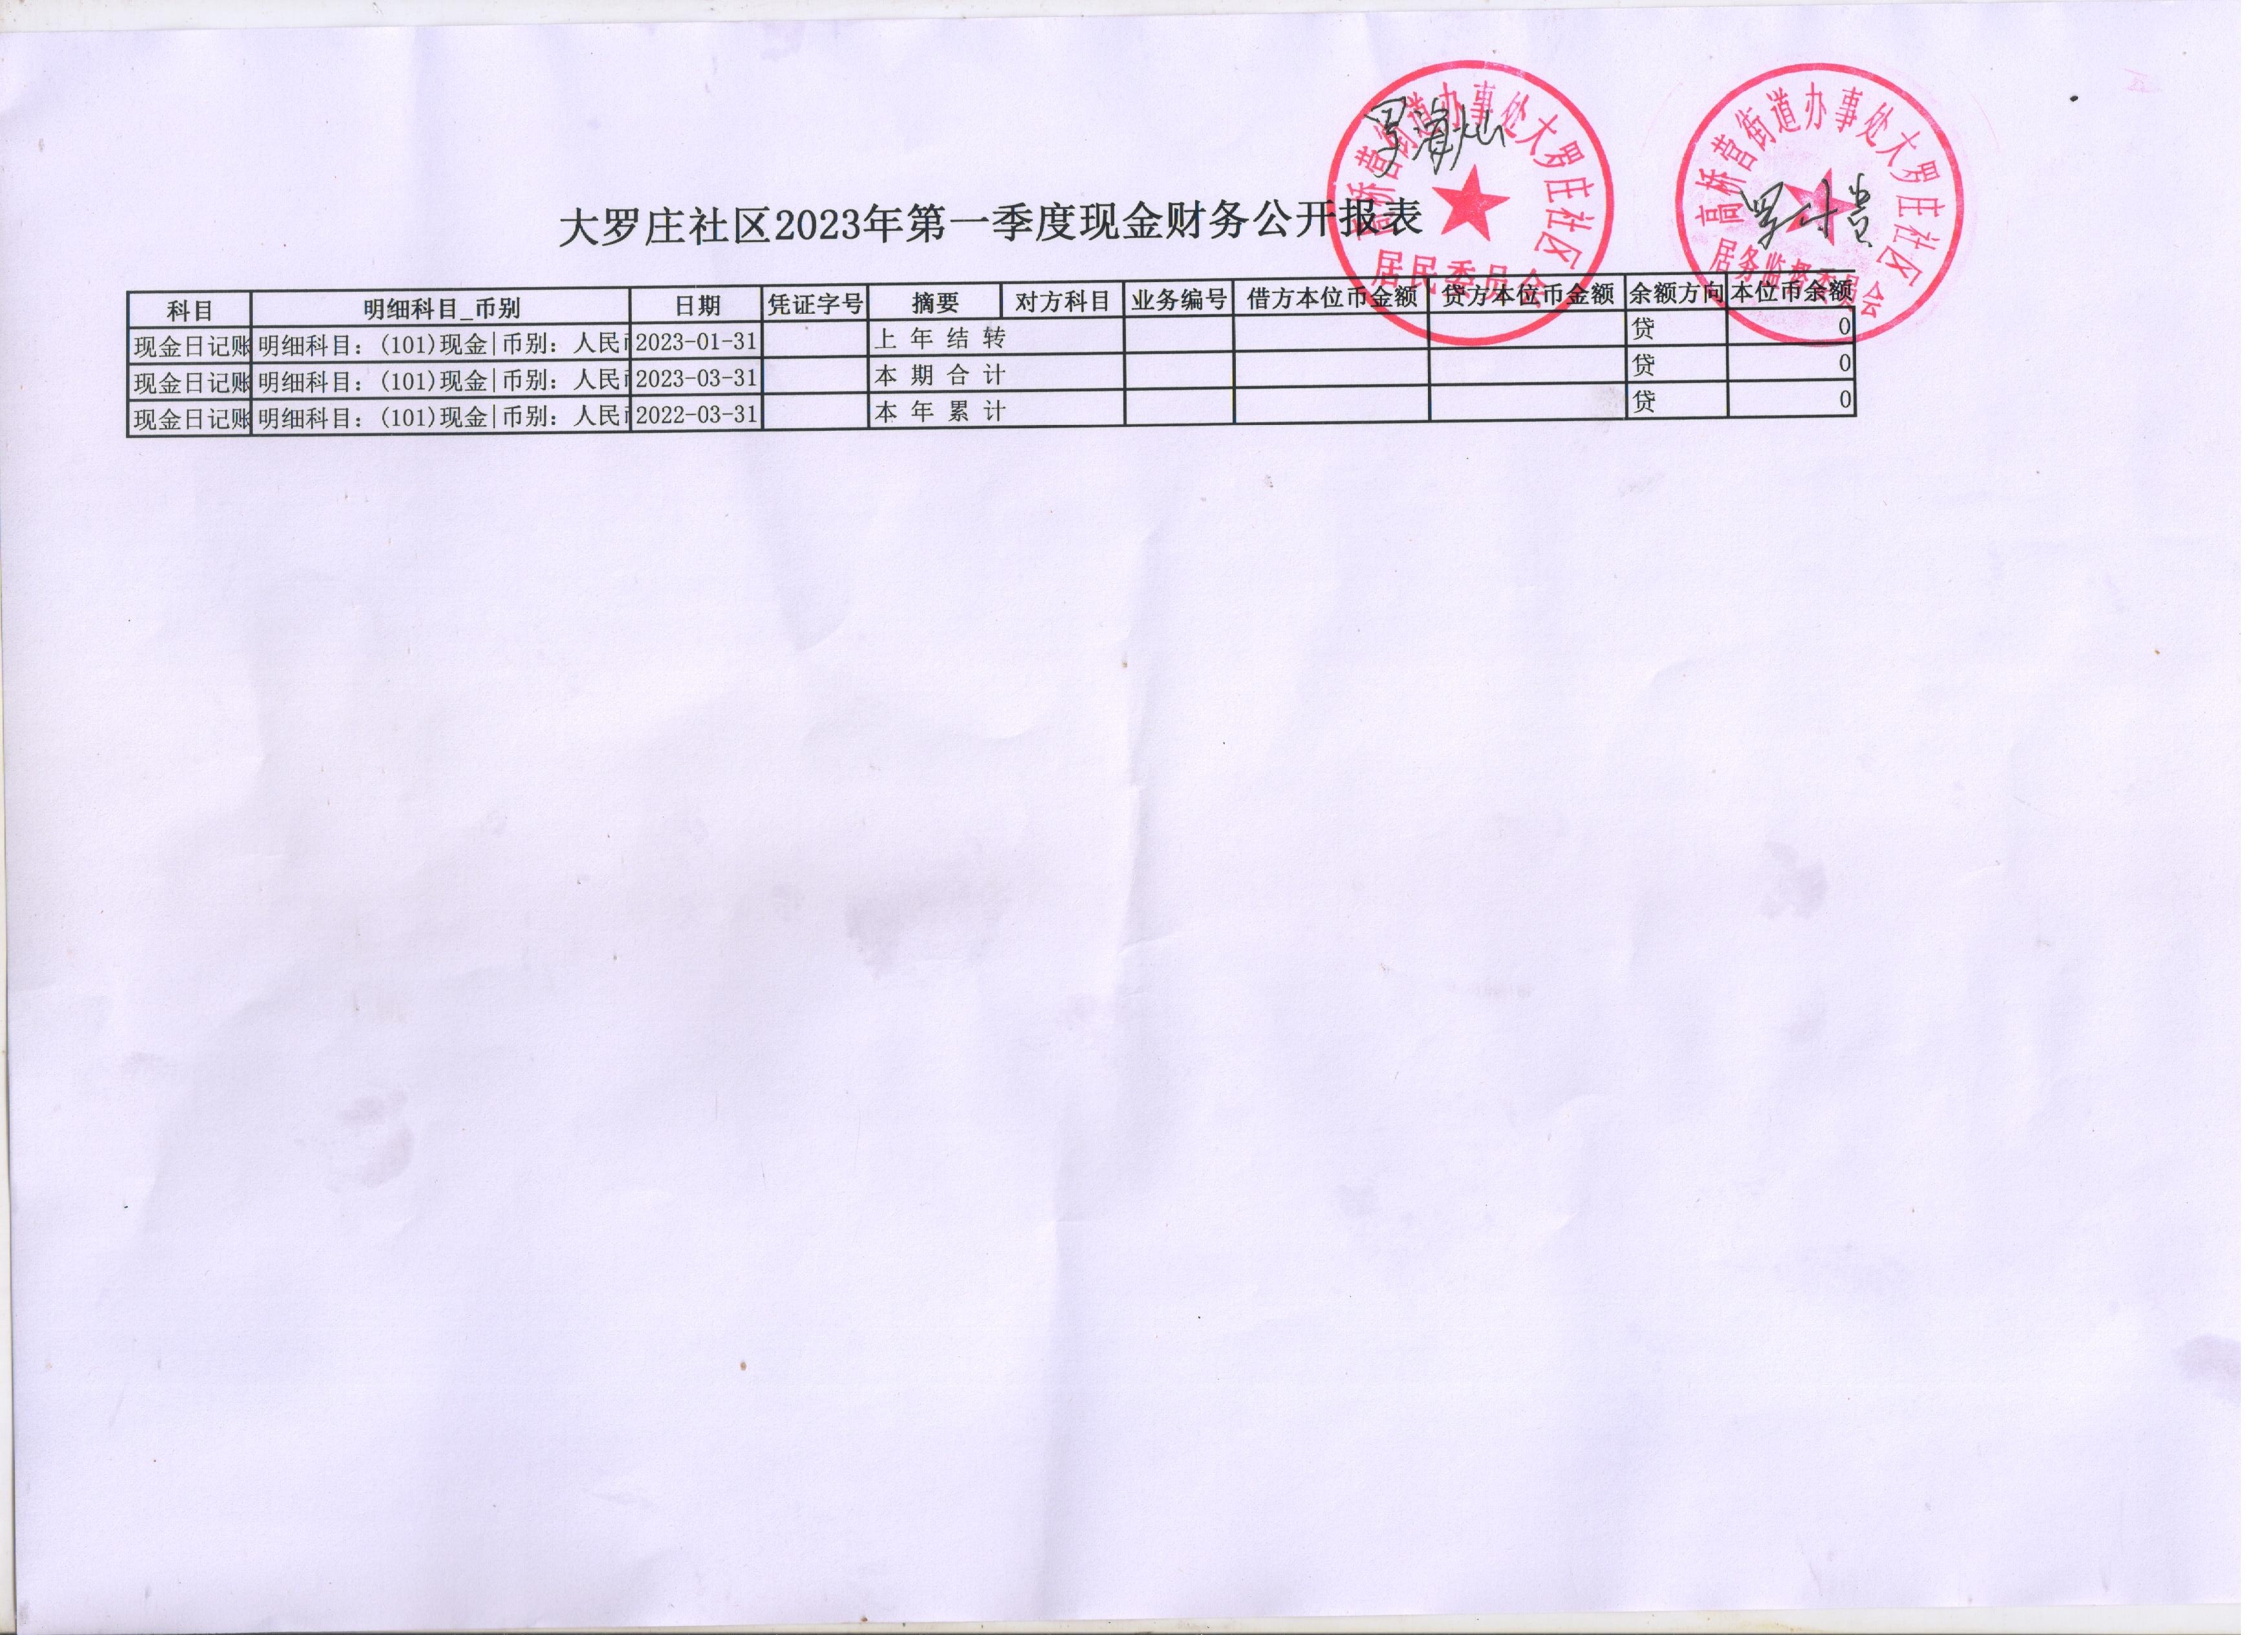 高桥营街道办事处大罗庄社区
居民委员会
高桥营街道办事处大罗庄社区
居务监督委员会
大罗庄社区2023年第一季度现金财务公开报表
科目 明细科目_币别 日期 凭证字号 摘要 对方科目 业务编号 借方本位币金额 贷方本位币金额 余额方向 本位币余额
现金日记账 明细科目：(101)现金|币别：人民 2023-01-31 上年结转 贷 0
现金日记账 明细科目：(101)现金|币别：人民 2023-03-31 本期合计 贷 0
现金日记账 明细科目：(101)现金|币别：人民 2022-03-31 本年累计 贷 0